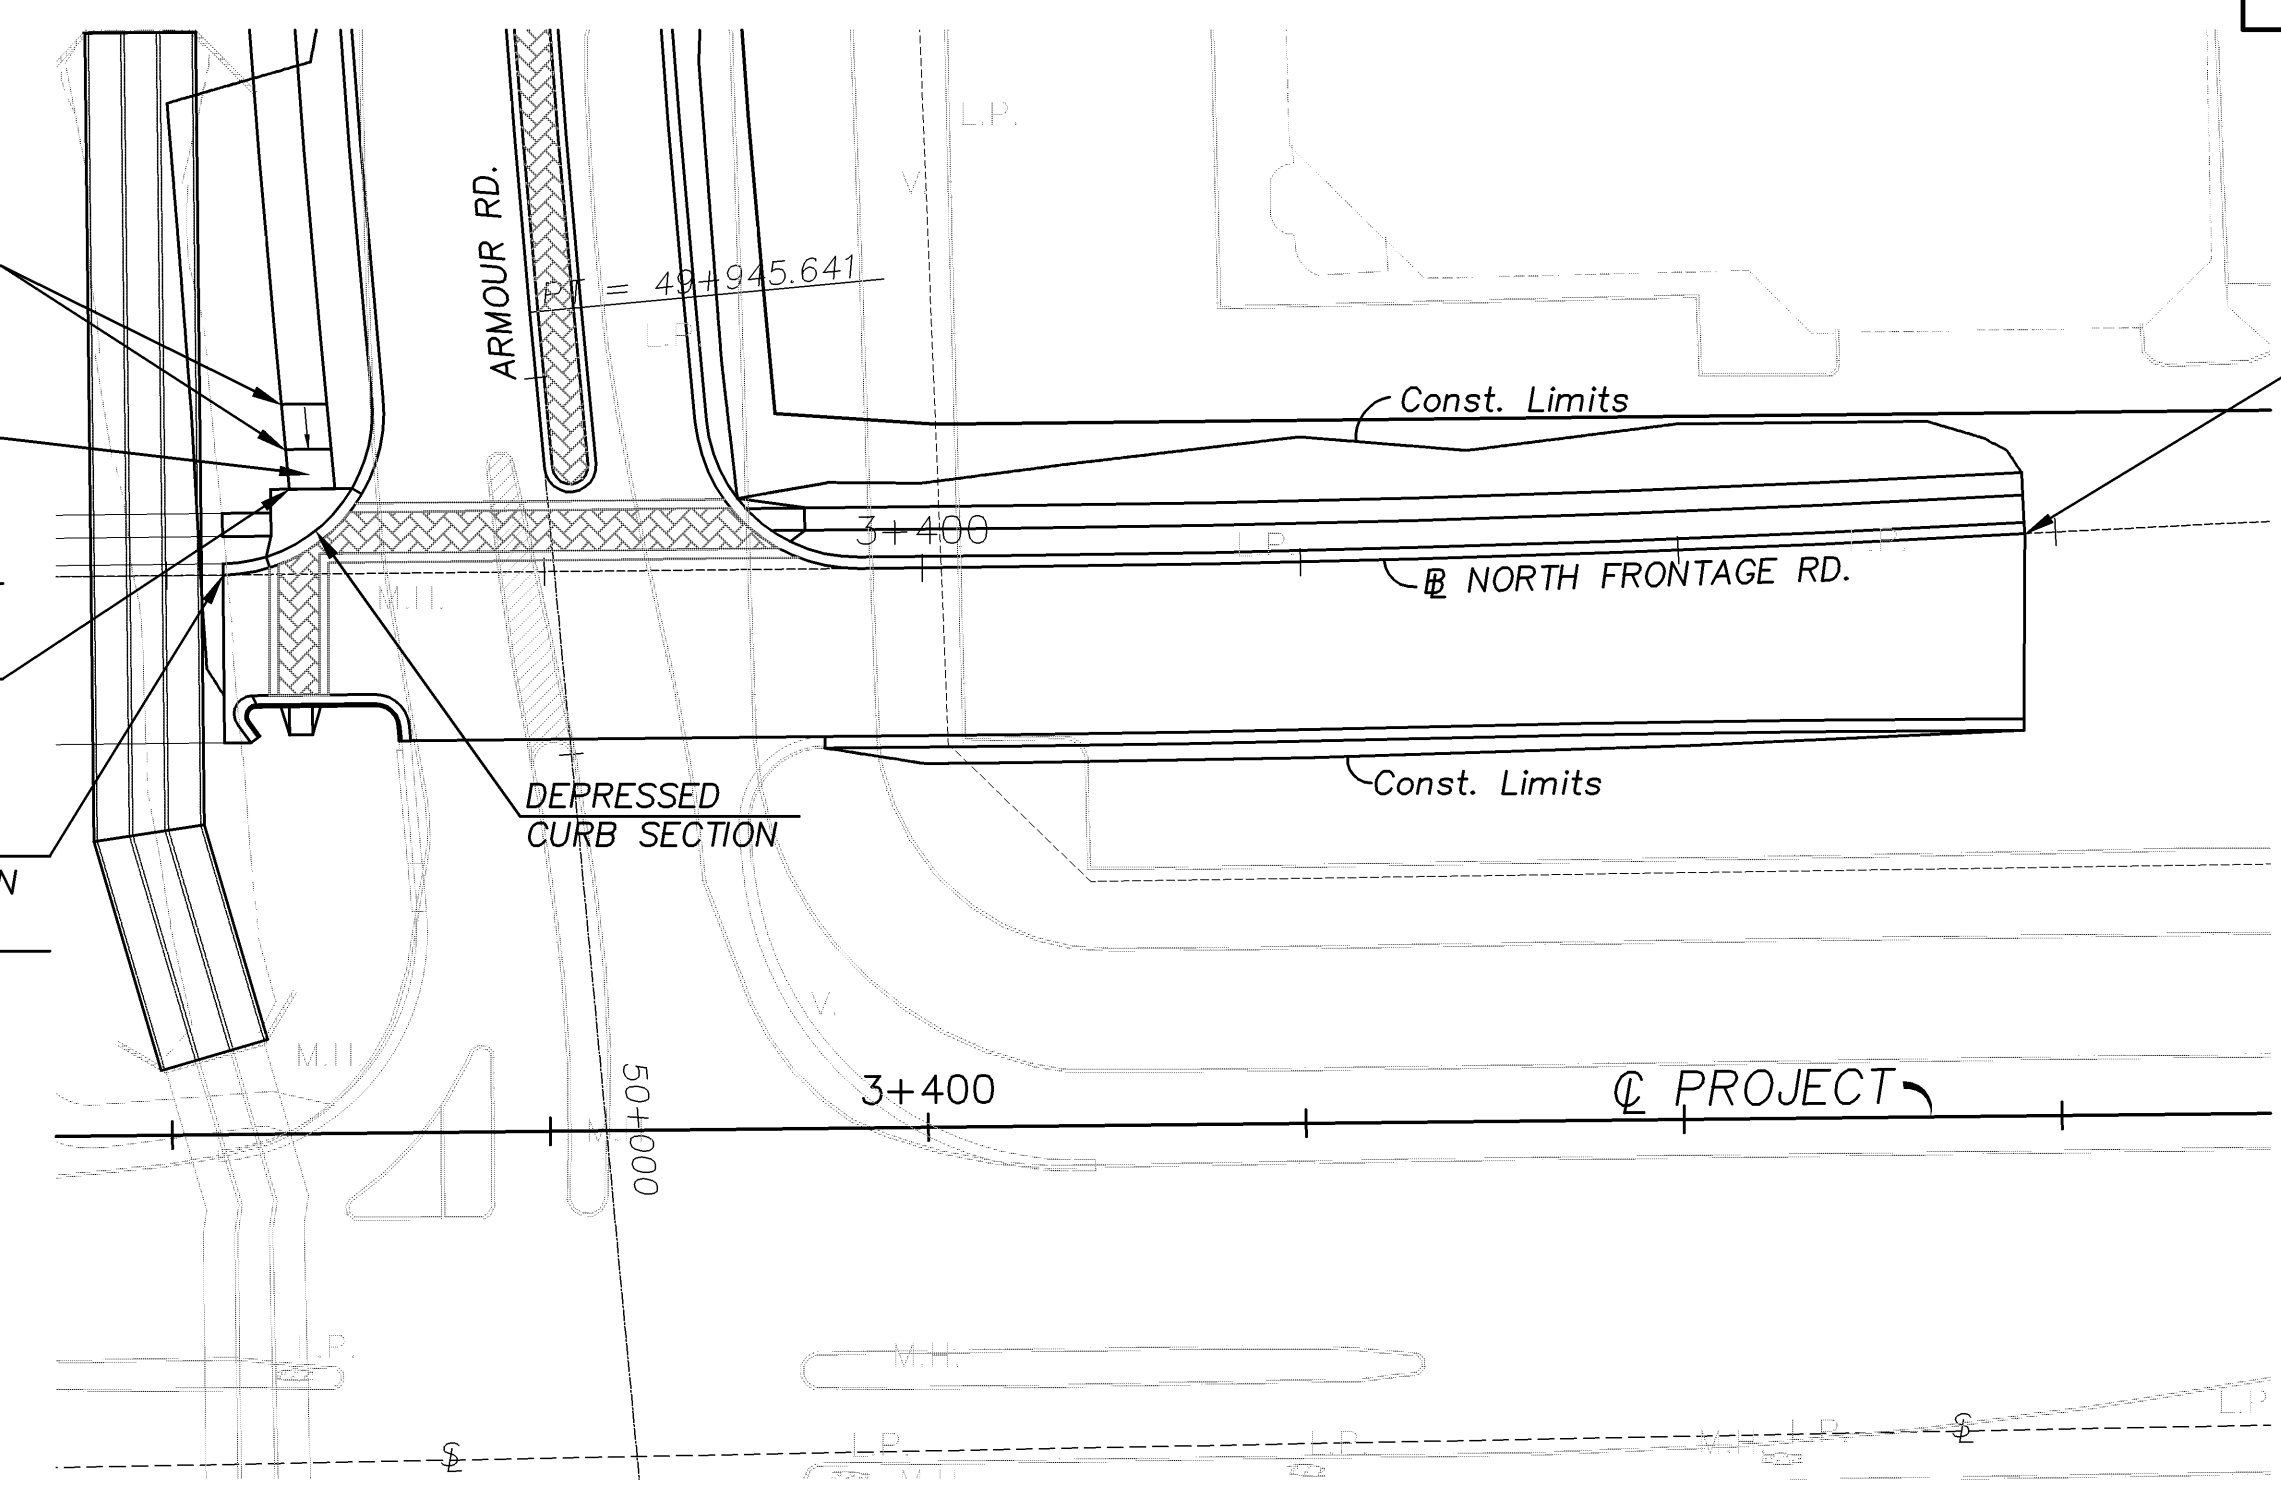 L.P.
V.
ARMOUR RD.
PT = 49+945.641
L.P.
Const. Limits
3+400
L.P.
L.P.
℄ NORTH FRONTAGE RD.
M.H.
Const. Limits
DEPRESSED
CURB SECTION
N
V.
M.H.
50+000
3+400
℄ PROJECT
L.P.
M.H.
L.P.
L.P.
L.P.
M.H.
L.P.
M.H.